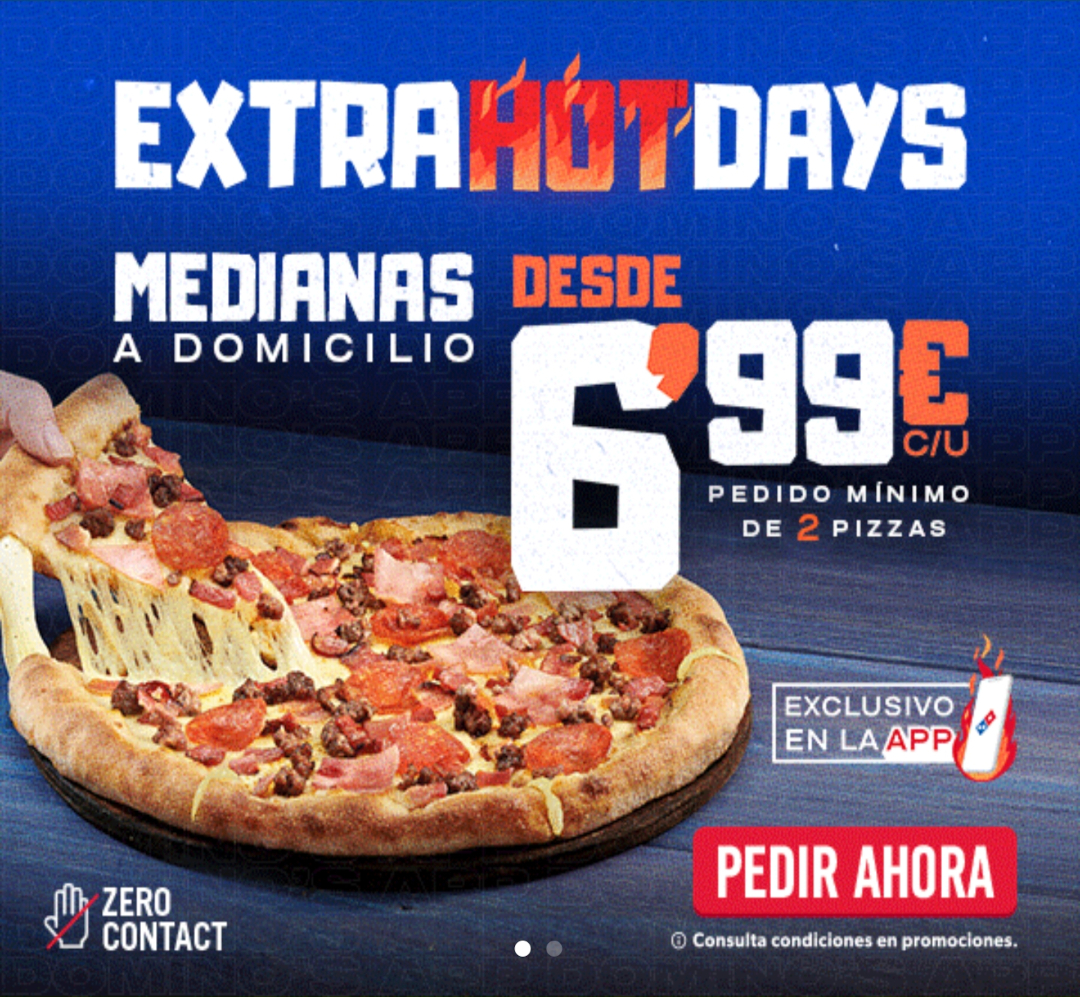 EXTRAHOTDAYS
MEDIANAS
A DOMICILIO
DESDE
6'99€
C/U
PEDIDO MÍNIMO
DE 2 PIZZAS
EXCLUSIVO
EN LA APP
PEDIR AHORA
ZERO
CONTACT
Consulta condiciones en promociones.